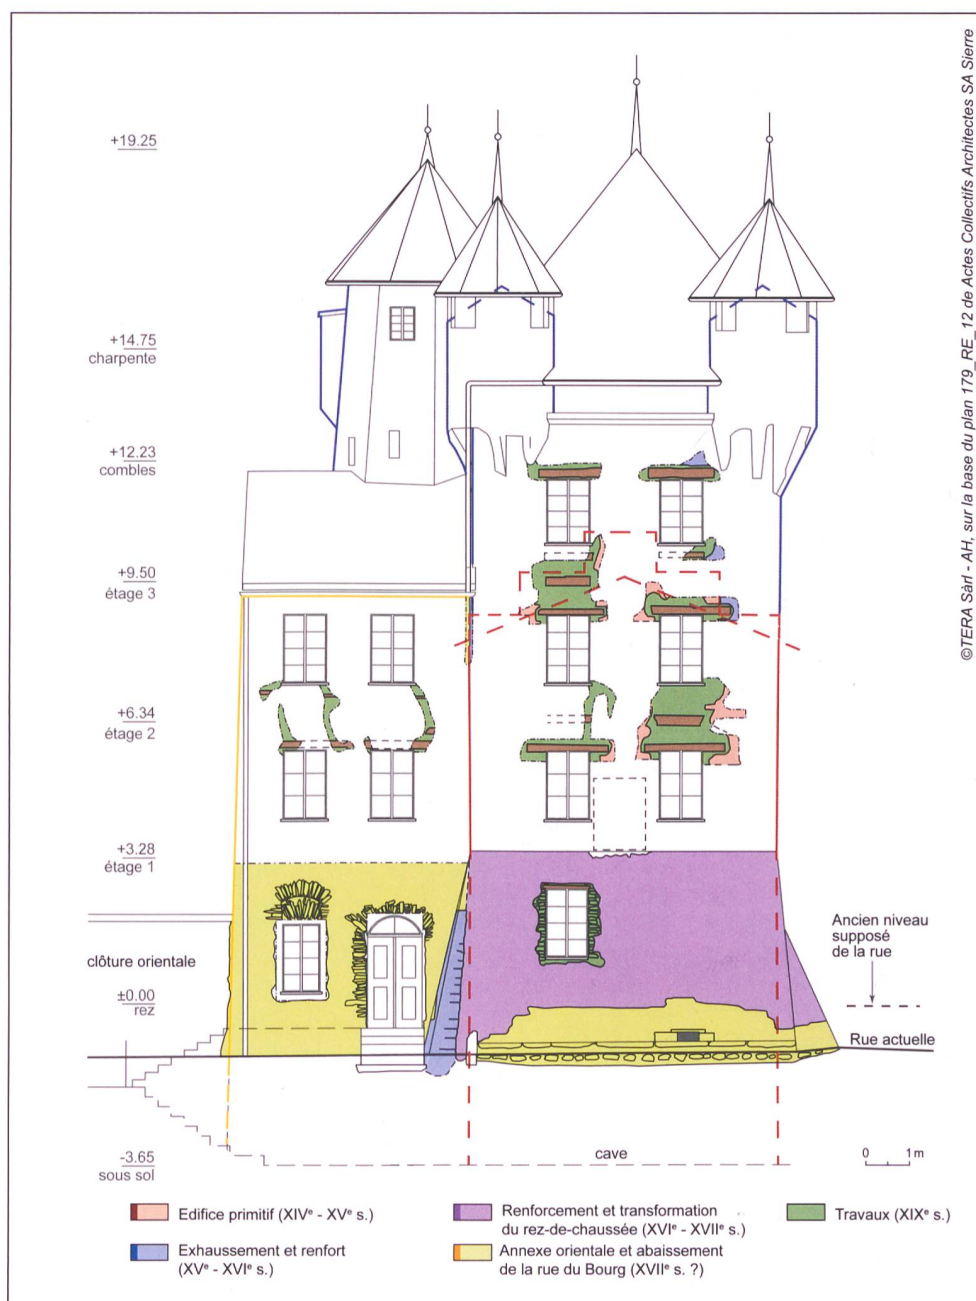 ©TERA Sàrl - AH, sur la base du plan 179_RE_12 de Actes Collectifs Architectes SA Sierre
+19.25
+14.75
charpente
+12.23
combles
+9.50
étage 3
+6.34
étage 2
+3.28
étage 1
clôture orientale
±0.00
rez
Ancien niveau
supposé
de la rue
Rue actuelle
-3.65
sous sol
cave
0 1 m
Edifice primitif (XIVᵉ - XVᵉ s.)
Exhaussement et renfort
(XVᵉ - XVIᵉ s.)
Renforcement et transformation
du rez-de-chaussée (XVIᵉ - XVIIᵉ s.)
Annexe orientale et abaissement
de la rue du Bourg (XVIIᵉ s. ?)
Travaux (XIXᵉ s.)